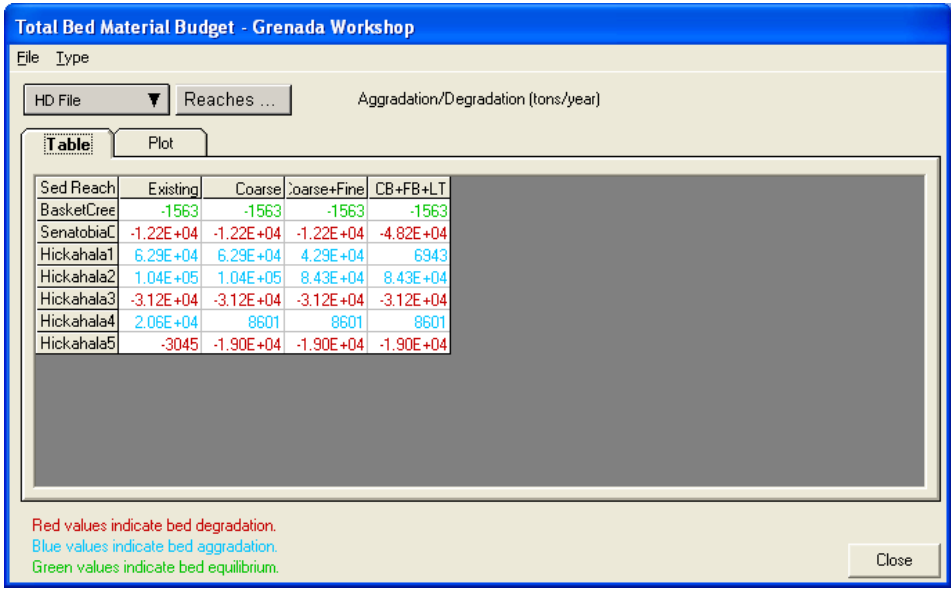 Total Bed Material Budget - Grenada Workshop
File Type
HD File ▼ Reaches ... Aggradation/Degradation (tons/year)
Table Plot
Sed Reach Existing Coarse Coarse+Fine CB+FB+LT
BasketCree -1563 -1563 -1563 -1563
SenatobiaC -1.22E+04 -1.22E+04 -1.22E+04 -4.82E+04
Hickahala1 6.29E+04 6.29E+04 4.29E+04 6943
Hickahala2 1.04E+05 1.04E+05 8.43E+04 8.43E+04
Hickahala3 -3.12E+04 -3.12E+04 -3.12E+04 -3.12E+04
Hickahala4 2.06E+04 8601 8601 8601
Hickahala5 -3045 -1.90E+04 -1.90E+04 -1.90E+04
Red values indicate bed degradation.
Blue values indicate bed aggradation.
Green values indicate bed equilibrium.
Close